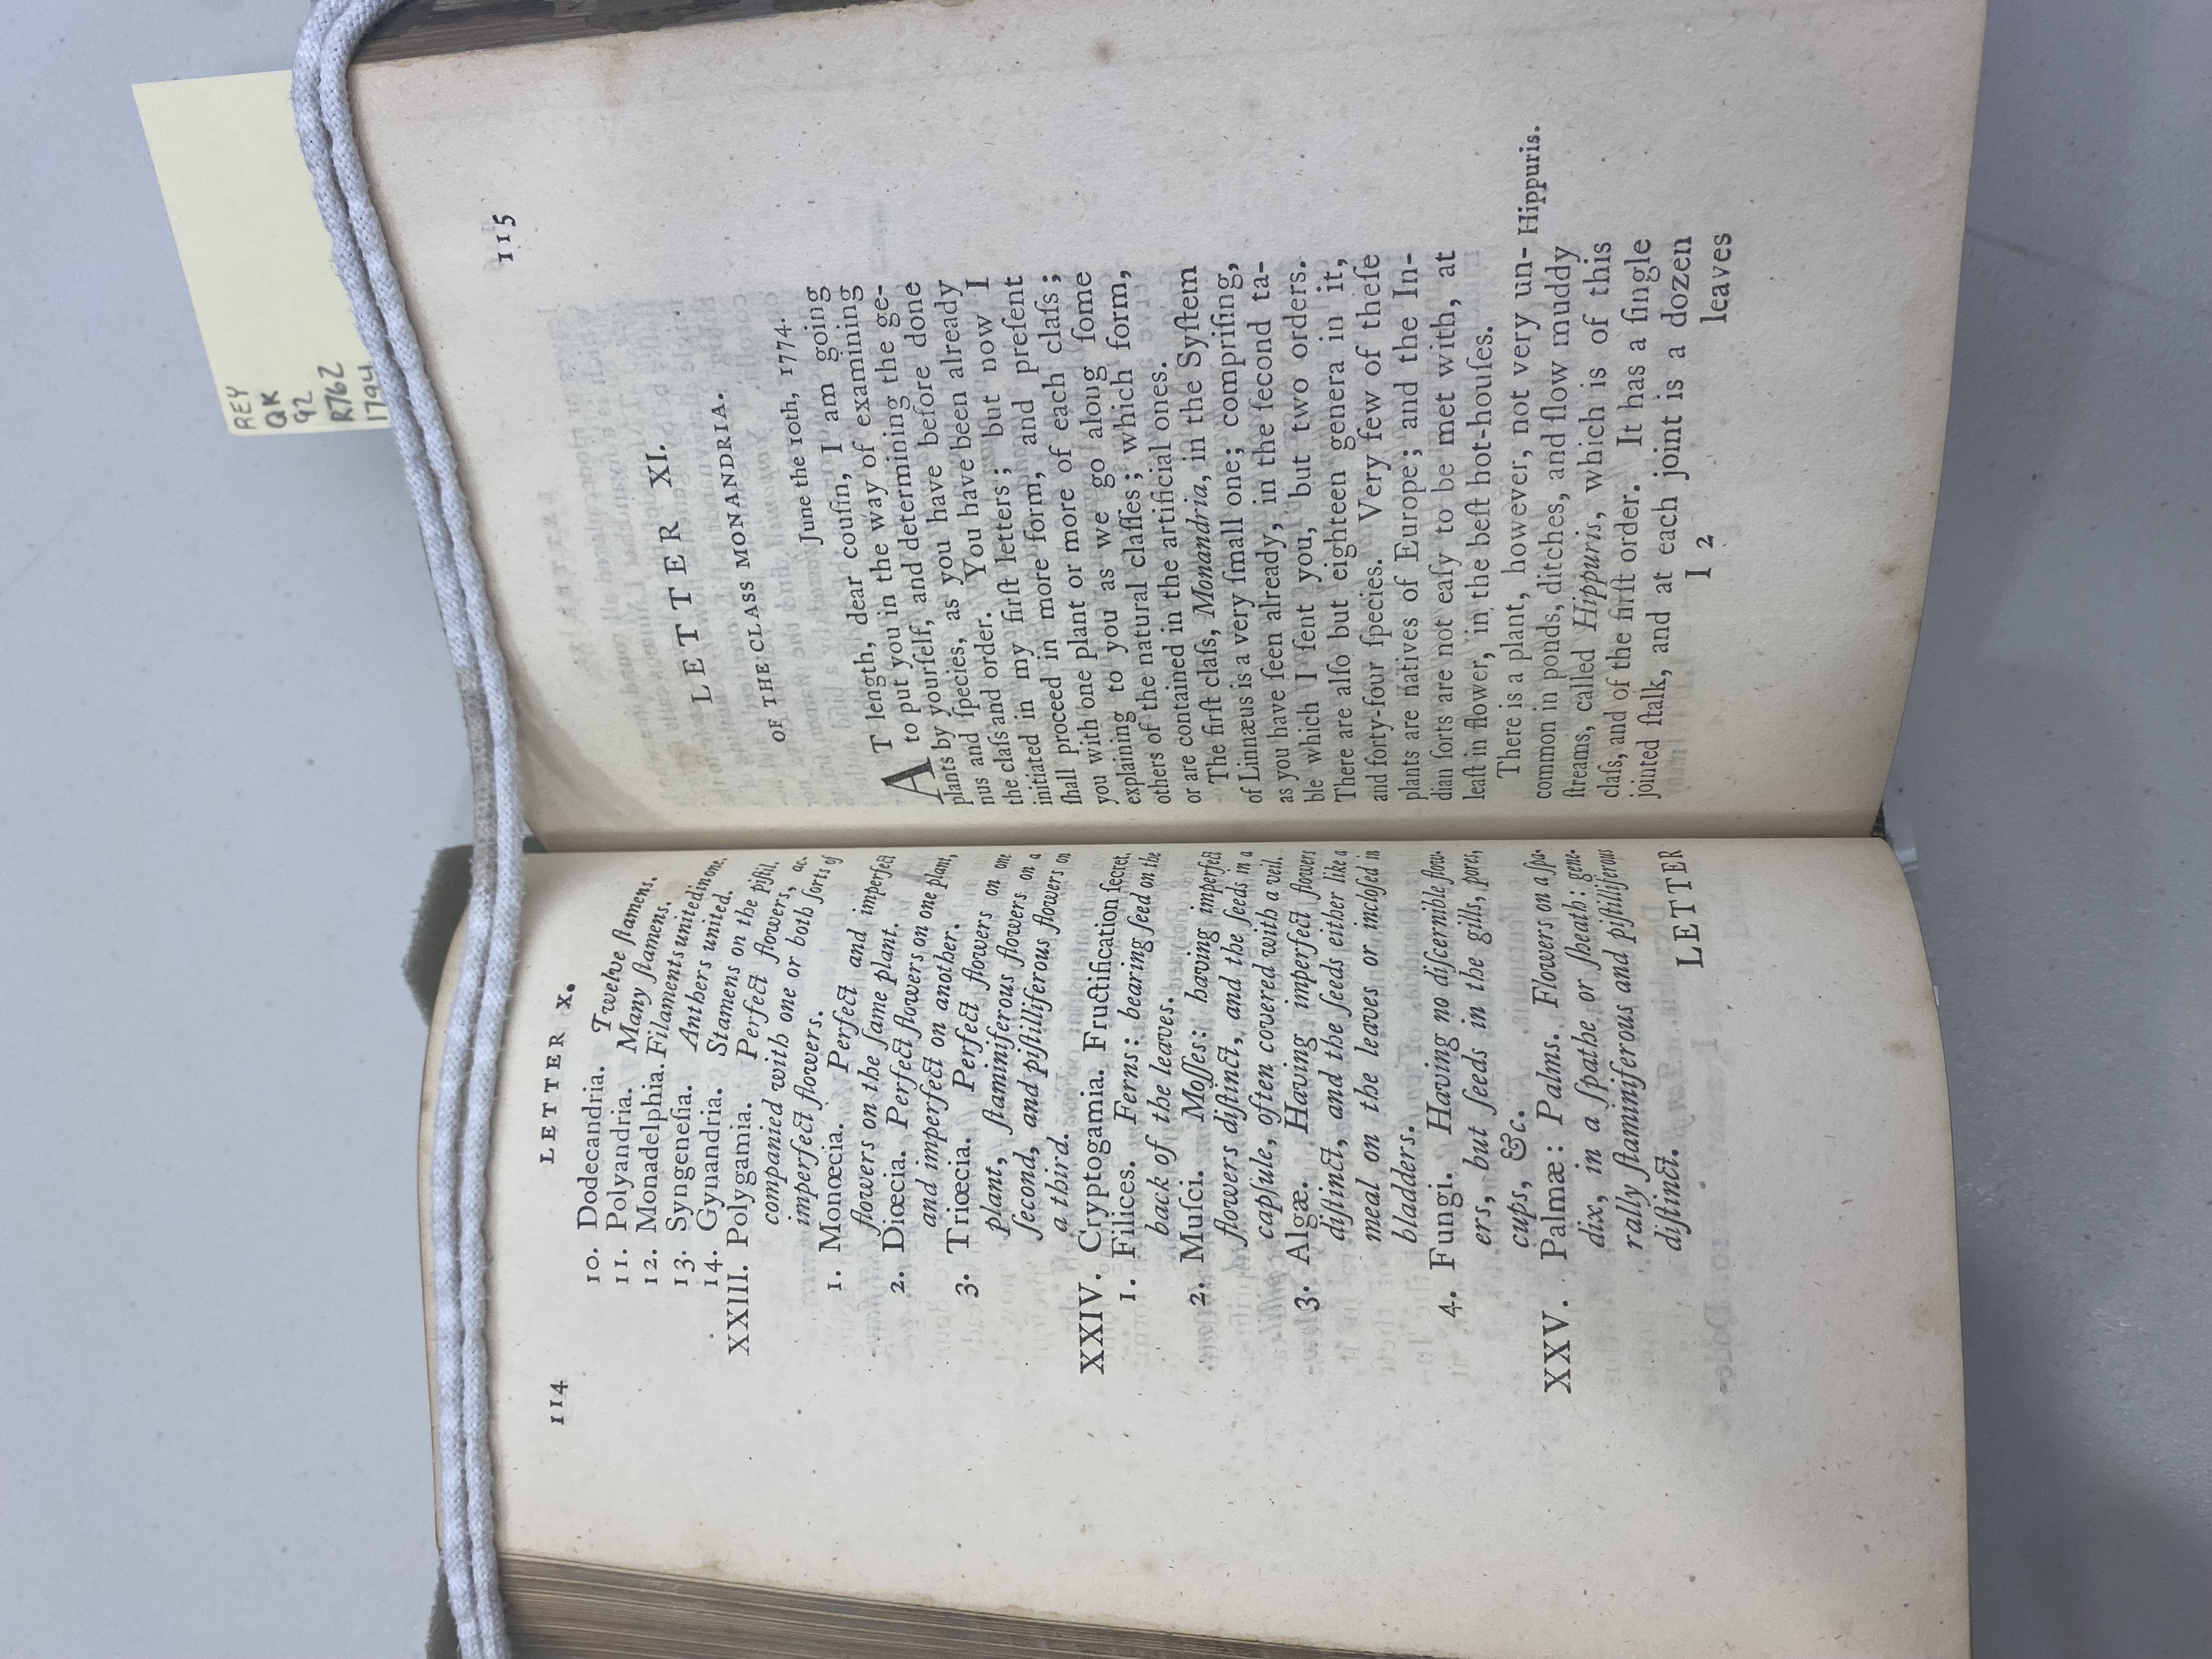 REY
QK
92
R762
1794
114 LETTER X.
10. Dodecandria. Twelve ſtamens.
11. Polyandria. Many ſtamens.
12. Monadelphia. Filaments united in one.
13. Syngeneſia. Anthers united.
14. Gynandria. Stamens on the piſtil.
XXIII. Polygamia. Perfect flowers, ac-
companied with one or both ſorts of
imperfect flowers.
1. Monœcia. Perfect and imperfect
flowers on the ſame plant.
2. Diœcia. Perfect flowers on one plant,
and imperfect on another.
3. Triœcia. Perfect flowers on one
plant, ſtaminiferous flowers on a
ſecond, and piſtilliferous flowers on
a third.
XXIV. Cryptogamia. Fructification ſecret.
1. Filices. Ferns: bearing ſeed on the
back of the leaves.
2. Muſci. Moſſes: having imperfect
flowers diſtinct, and the ſeeds in a
capſule, often covered with a veil.
3. Algæ. Having imperfect flowers
diſtinct, and the ſeeds either like a
meal on the leaves or incloſed in
bladders.
4. Fungi. Having no diſcernible flow-
ers, but ſeeds in the gills, pores,
cups, &c.
XXV. Palmæ: Palms. Flowers on a ſpa-
dix, in a ſpathe or ſheath: gene-
rally ſtaminiferous and piſtilliferous
diſtinct.
LETTER
115
LETTER XI.
OF THE CLASS MONANDRIA.
June the 10th, 1774.
AT length, dear couſin, I am going
to put you in the way of examining
plants by yourſelf, and determining the ge-
nus and ſpecies, as you have before done
the claſs and order. You have been already
initiated in my firſt letters; but now I
ſhall proceed in more form, and preſent
you with one plant or more of each claſs;
explaining to you as we go along ſome
others of the natural claſſes; which form,
or are contained in the artificial ones.
The firſt claſs, Monandria, in the Syſtem
of Linnæus is a very ſmall one; compriſing,
as you have ſeen already, in the ſecond ta-
ble which I ſent you, but two orders.
There are alſo but eighteen genera in it,
and forty-four ſpecies. Very few of theſe
plants are natives of Europe; and the In-
dian ſorts are not eaſy to be met with, at
leaſt in flower, in the beſt hot-houſes.
There is a plant, however, not very un- Hippuris.
common in ponds, ditches, and ſlow muddy
ſtreams, called Hippuris, which is of this
claſs, and of the firſt order. It has a ſingle
jointed ſtalk, and at each joint is a dozen
I 2 leaves